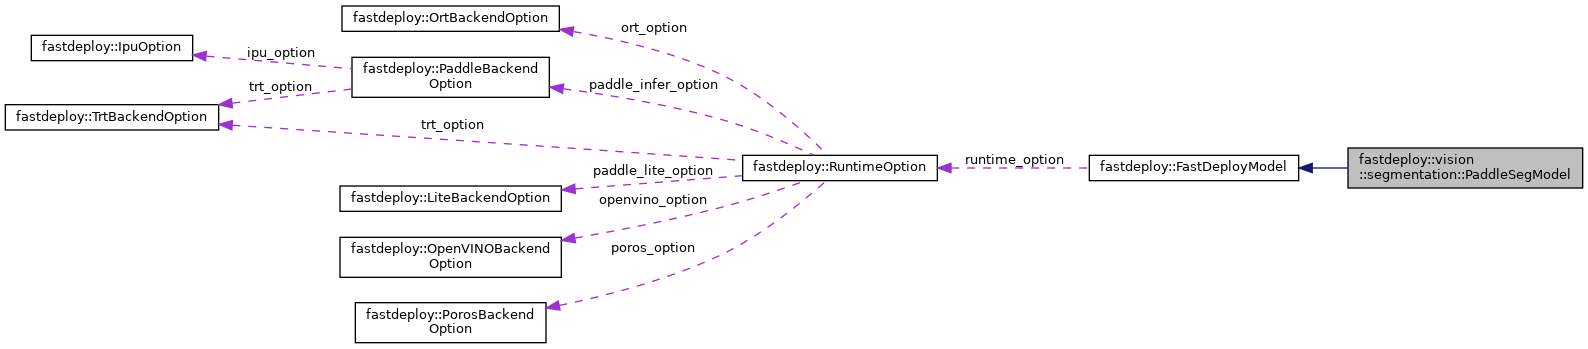 fastdeploy::OrtBackendOption
ort_option
fastdeploy::IpuOption
ipu_option
fastdeploy::PaddleBackend
Option
paddle_infer_option
trt_option
fastdeploy::TrtBackendOption
trt_option
fastdeploy::RuntimeOption
runtime_option
fastdeploy::FastDeployModel
fastdeploy::vision
::segmentation::PaddleSegModel
paddle_lite_option
fastdeploy::LiteBackendOption
openvino_option
fastdeploy::OpenVINOBackend
Option
poros_option
fastdeploy::PorosBackend
Option